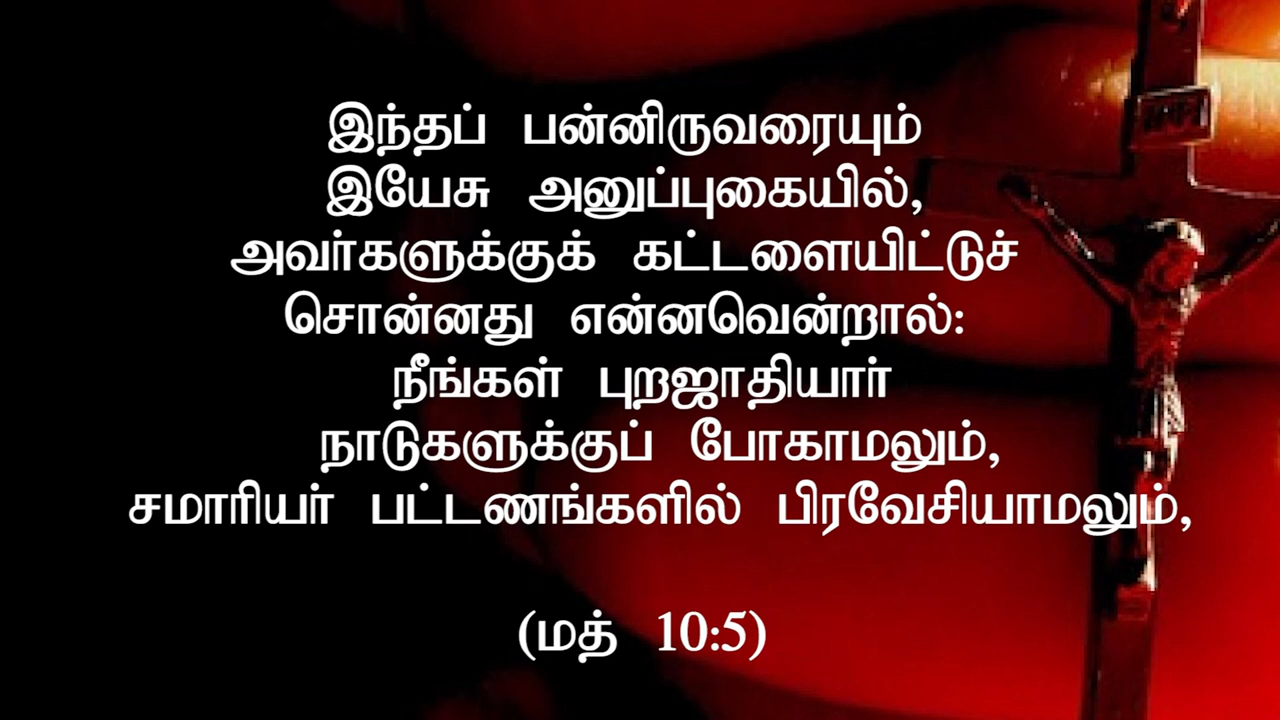 இந்தப் பன்னிருவரையும்
இயேசு அனுப்புகையில்,
அவர்களுக்குக் கட்டளையிட்டுச்
சொன்னது என்னவென்றால்:
நீங்கள் புறஜாதியார்
நாடுகளுக்குப் போகாமலும்,
சமாரியர் பட்டணங்களில் பிரவேசியாமலும்,
(மத் 10:5)